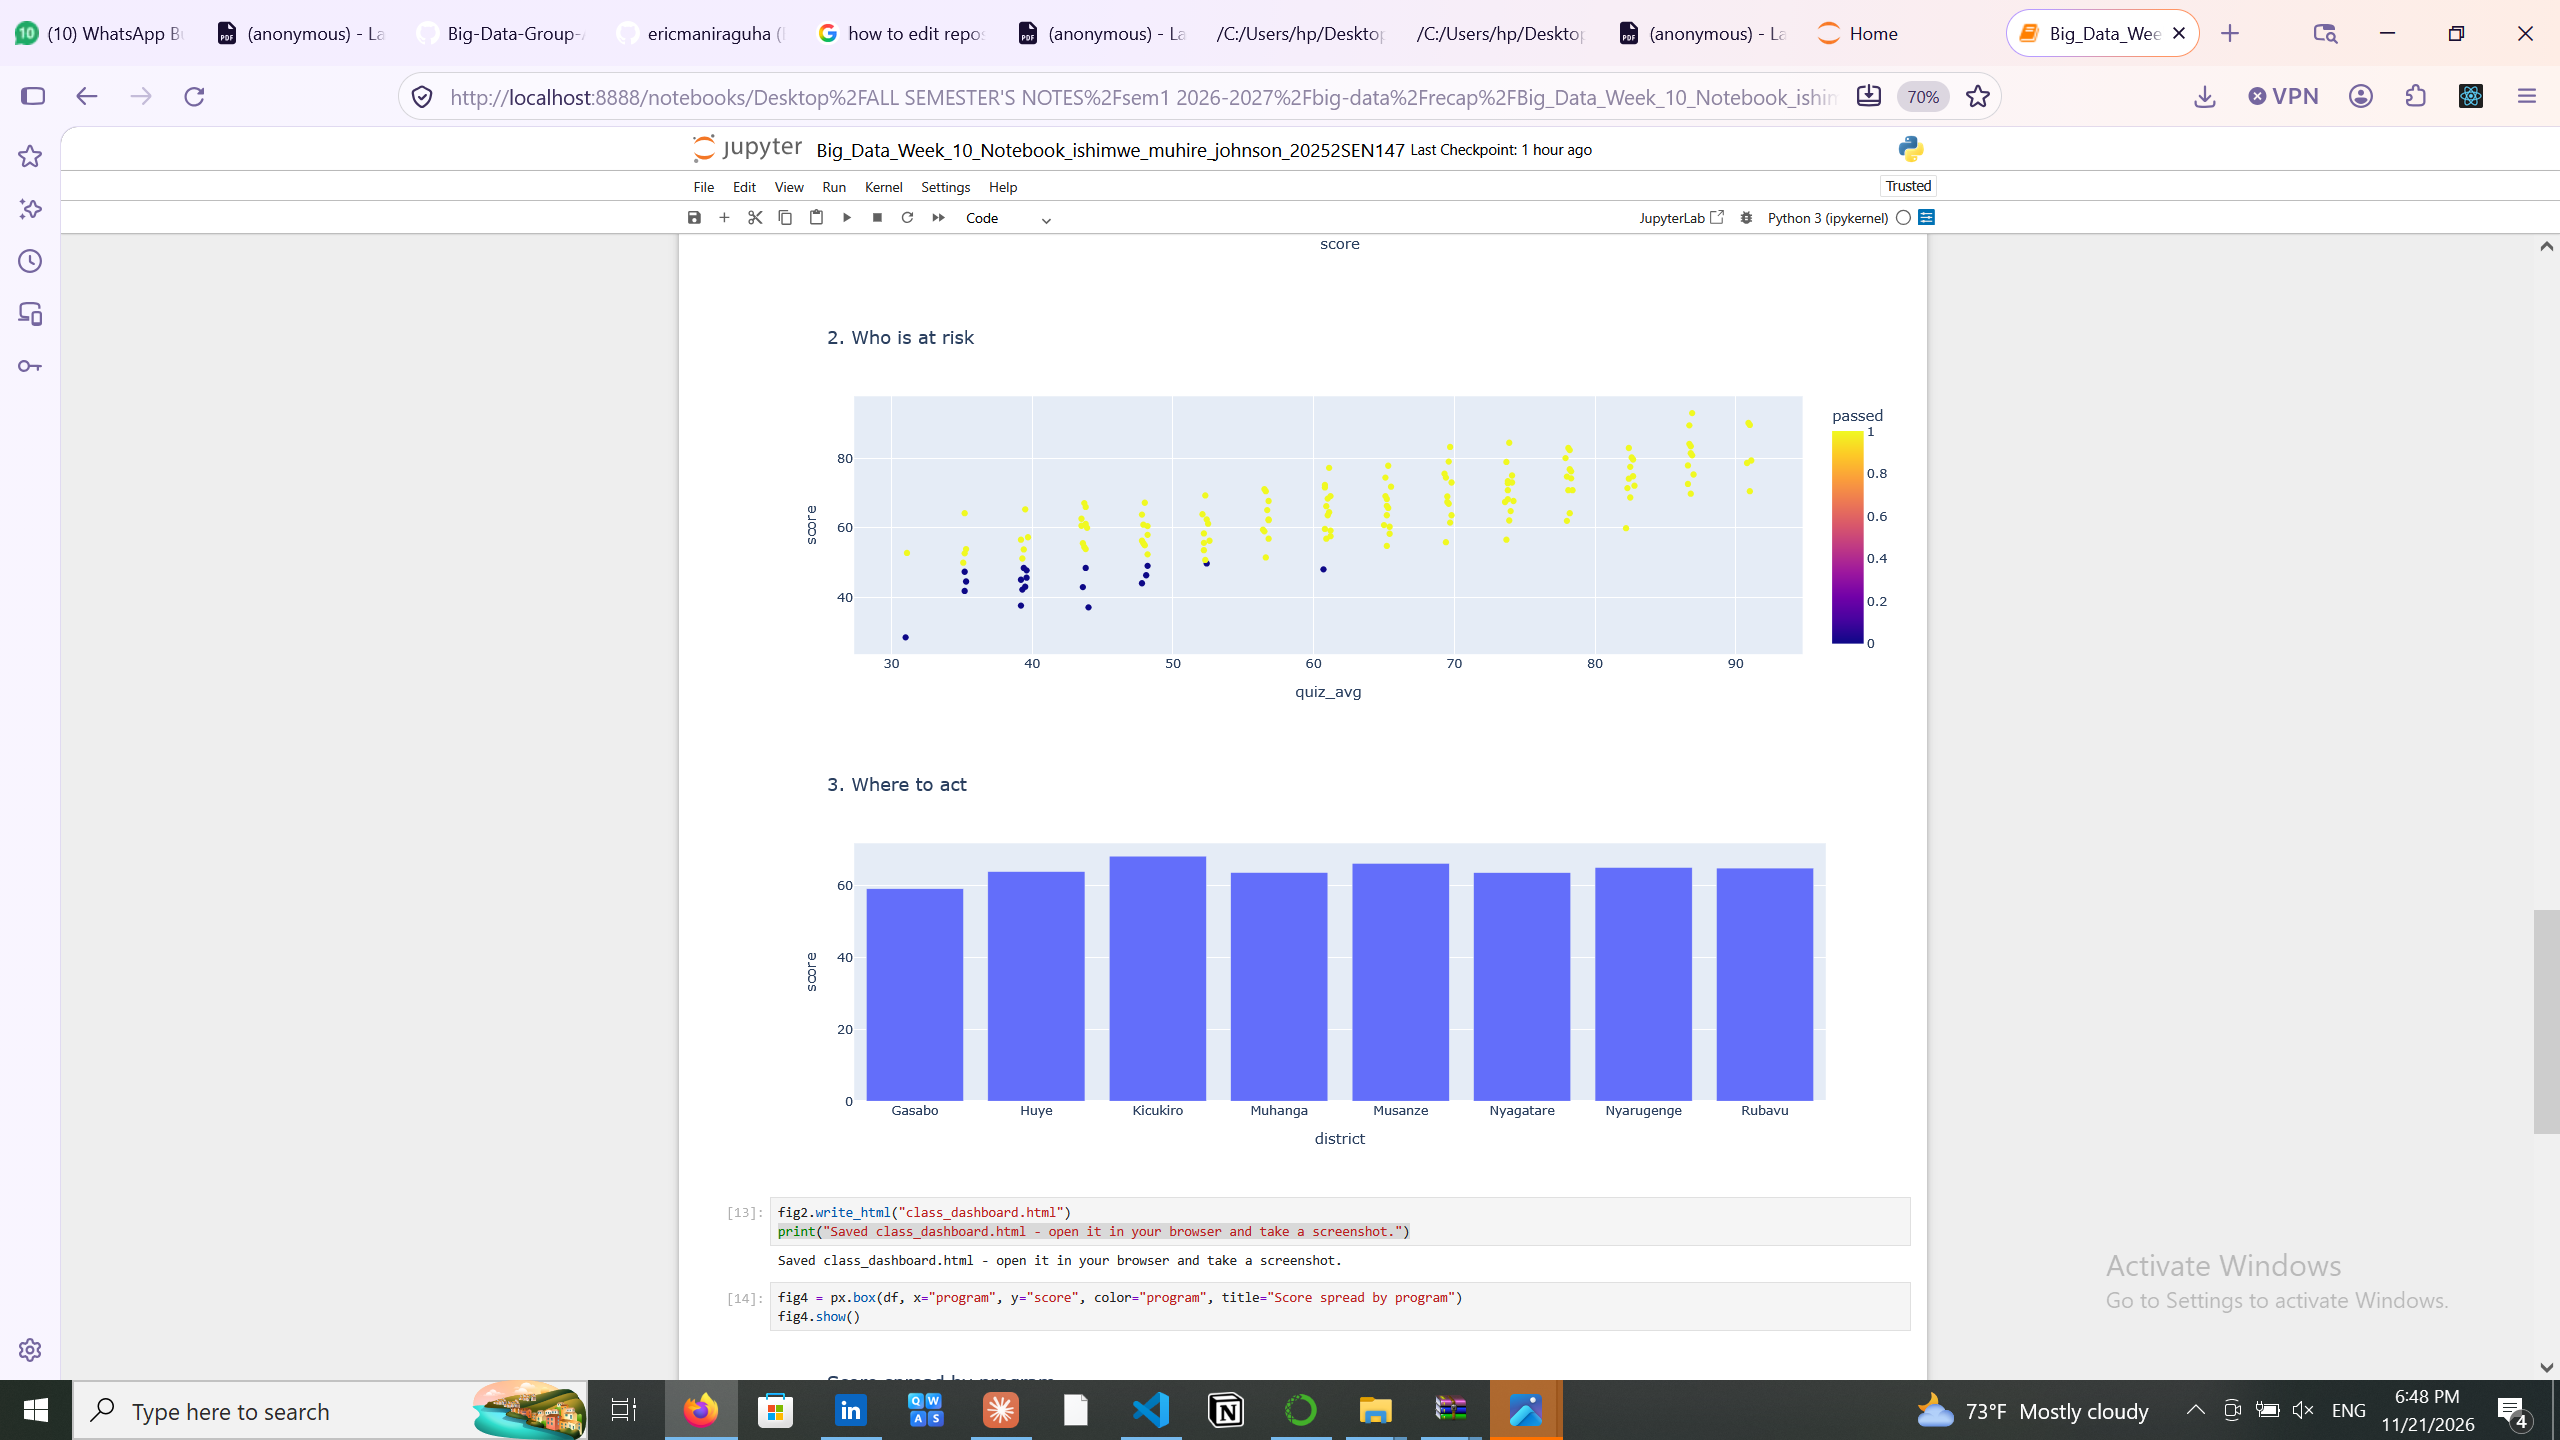 (10) WhatsApp Bu
(anonymous) - La
Big-Data-Group-A
ericmaniraguha (
how to edit repos
(anonymous) - La
/C:/Users/hp/Desktop
/C:/Users/hp/Desktop
(anonymous) - La
Home
Big_Data_Wee
http://localhost:8888/notebooks/Desktop%2FALL SEMESTER'S NOTES%2Fsem1 2026-2027%2Fbig-data%2Frecap%2FBig_Data_Week_10_Notebook_ishim
70%
VPN
jupyter
Big_Data_Week_10_Notebook_ishimwe_muhire_johnson_20252SEN147 Last Checkpoint: 1 hour ago
File Edit View Run Kernel Settings Help
Trusted
Code
JupyterLab
Python 3 (ipykernel)
score
2. Who is at risk
score
80
60
40
30 40 50 60 70 80 90
quiz_avg
passed
1
0.8
0.6
0.4
0.2
0
3. Where to act
score
60
40
20
0
Gasabo Huye Kicukiro Muhanga Musanze Nyagatare Nyarugenge Rubavu
district
[13]:
fig2.write_html("class_dashboard.html")
print("Saved class_dashboard.html - open it in your browser and take a screenshot.")
Saved class_dashboard.html - open it in your browser and take a screenshot.
[14]:
fig4 = px.box(df, x="program", y="score", color="program", title="Score spread by program")
fig4.show()
Score spread by program
Activate Windows
Go to Settings to activate Windows.
Type here to search
73°F Mostly cloudy
ENG
6:48 PM
11/21/2026
4